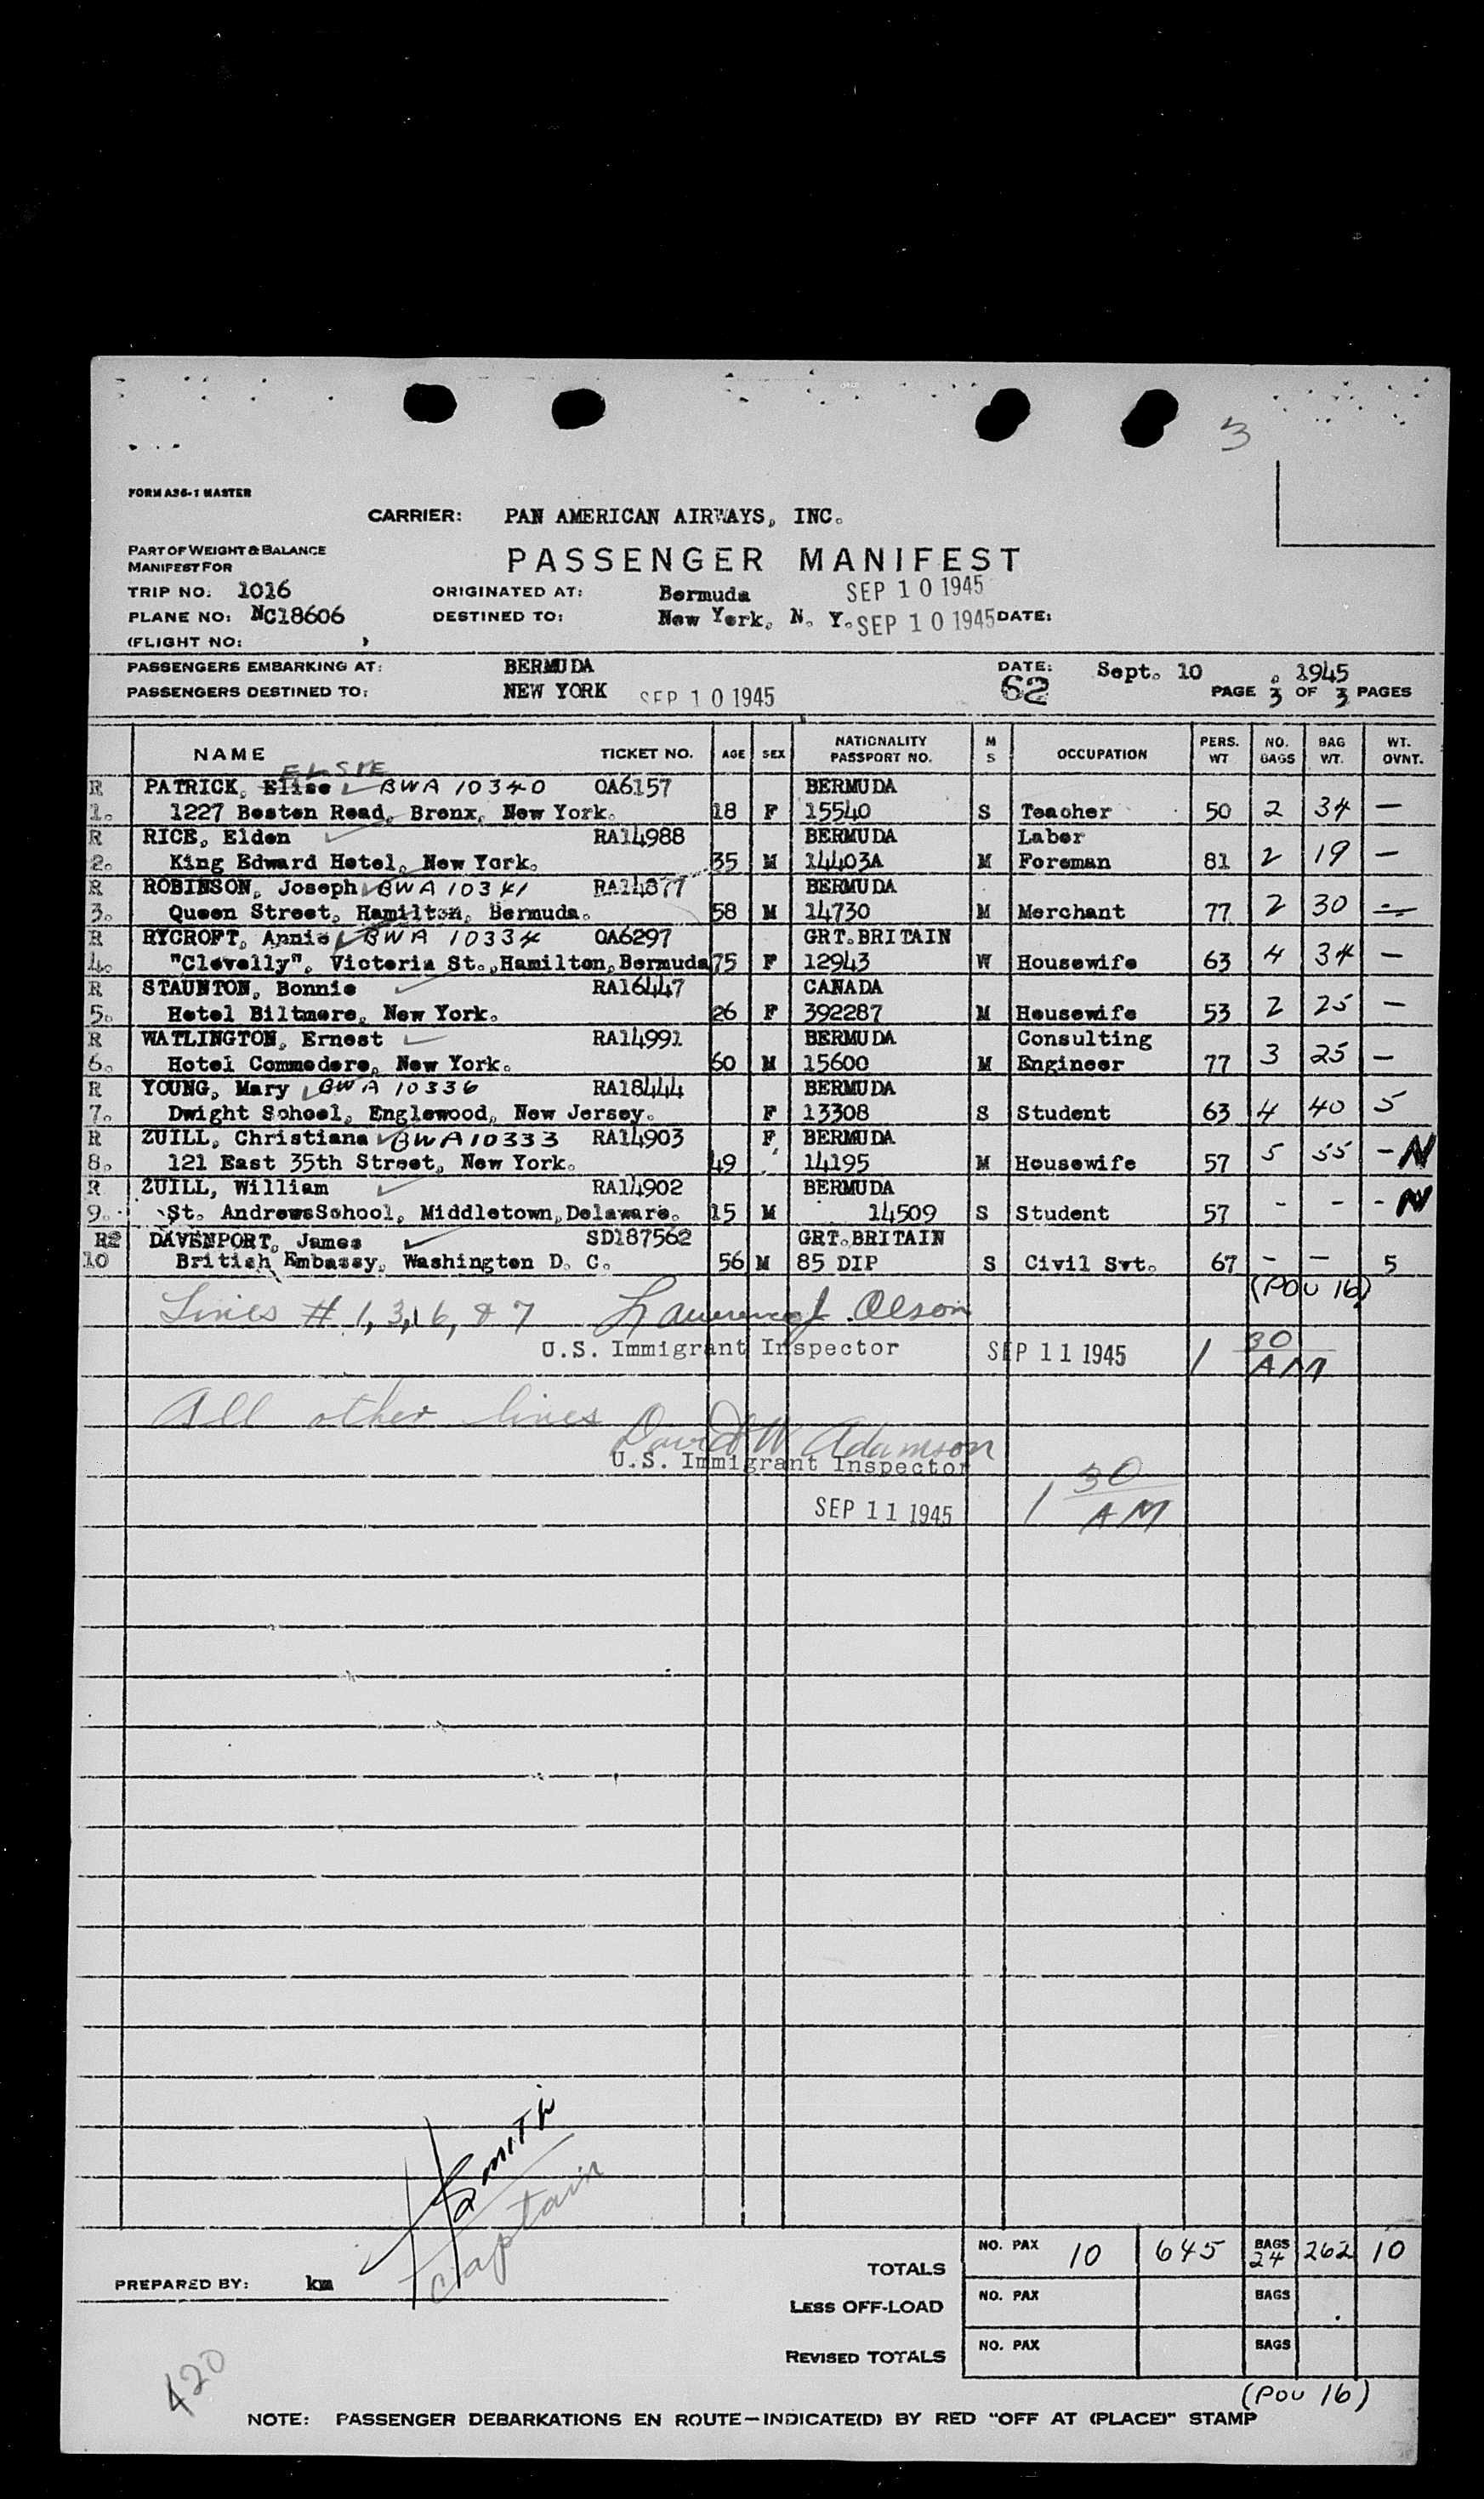 3
FORM A36-1 MASTER
CARRIER: PAN AMERICAN AIRWAYS, INC.
PART OF WEIGHT & BALANCE
MANIFEST FOR
PASSENGER MANIFEST
TRIP NO: 1016 ORIGINATED AT: Bermuda SEP 10 1945
PLANE NO: NC18606 DESTINED TO: New York, N. Y. SEP 10 1945 DATE:
(FLIGHT NO: )
PASSENGERS EMBARKING AT: BERMUDA DATE: Sept. 10, 1945
PASSENGERS DESTINED TO: NEW YORK SEP 10 1945 62 PAGE 3 OF 3 PAGES
NAME TICKET NO. AGE SEX NATIONALITY PASSPORT NO. M S OCCUPATION PERS. WT NO. BAGS BAG WT. WT. OVNT.
ELSIE
R PATRICK, Elise BWA 10340 OA6157 BERMUDA
1. 1227 Boston Road, Bronx, New York. 18 F 15540 S Teacher 50 2 34 —
R RICE, Elden RA14988 BERMUDA Labor
2. King Edward Hotel, New York. 35 M 14403A M Foreman 81 2 19 —
R ROBINSON, Joseph BWA 10341 RA14877 BERMUDA
3. Queen Street, Hamilton, Bermuda. 58 M 14730 M Merchant 77 2 30 —
R RYCROFT, Annie BWA 10334 OA6297 GRT.BRITAIN
4. "Clovelly", Victoria St.,Hamilton,Bermuda 75 F 12943 W Housewife 63 4 34 —
R STAUNTON, Bonnie RA16447 CANADA
5. Hotel Biltmore, New York. 26 F 392287 M Housewife 53 2 25 —
R WATLINGTON, Ernest RA14991 BERMUDA Consulting
6. Hotel Commodore, New York. 60 M 15600 M Engineer 77 3 25 —
R YOUNG, Mary BWA 10336 RA18444 BERMUDA
7. Dwight School, Englewood, New Jersey. F 13308 S Student 63 4 40 5
R ZUILL, Christiana BWA 10333 RA14903 F BERMUDA
8. 121 East 35th Street, New York. 49 14195 M Housewife 57 5 55 — N
R ZUILL, William RA14902 BERMUDA
9. St. AndrewsSchool, Middletown,Delaware. 15 M 14509 S Student 57 - - - N
R2 DAVENPORT, James SD187562 GRT.BRITAIN
10 British Embassy, Washington D. C. 56 M 85 DIP S Civil Svt. 67 — — 5
(POU 16)
Lines # 1, 3, 6, & 7 Lawrence J. Olson
U.S. Immigrant Inspector SEP 11 1945 1 30 AM
All other lines David W Adamson
U.S. Immigrant Inspector
SEP 11 1945 1 30 AM
Smith
Captain
TOTALS NO. PAX 10 645 BAGS 24 262 10
PREPARED BY: km
LESS OFF-LOAD NO. PAX BAGS
REVISED TOTALS NO. PAX BAGS
420
(POU 16)
NOTE: PASSENGER DEBARKATIONS EN ROUTE—INDICATE(D) BY RED "OFF AT (PLACE)" STAMP